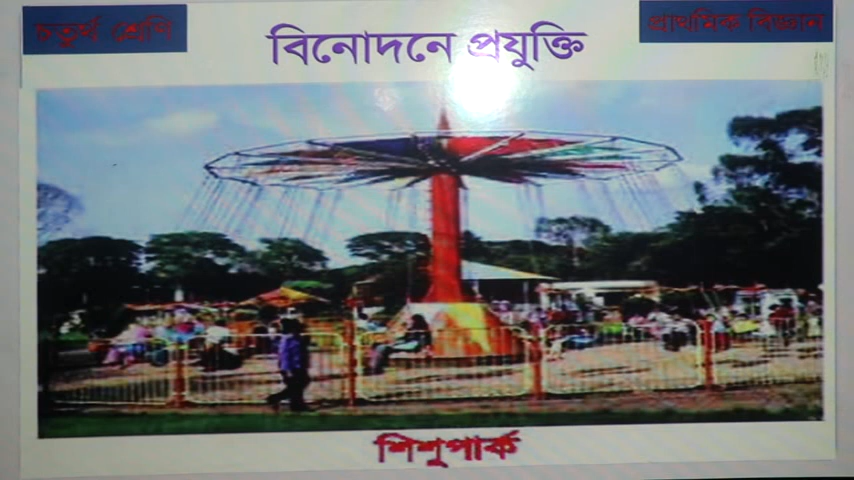 চতুর্থ শ্রেণি
প্রাথমিক বিজ্ঞান
বিনোদনে প্রযুক্তি
শিশুপার্ক